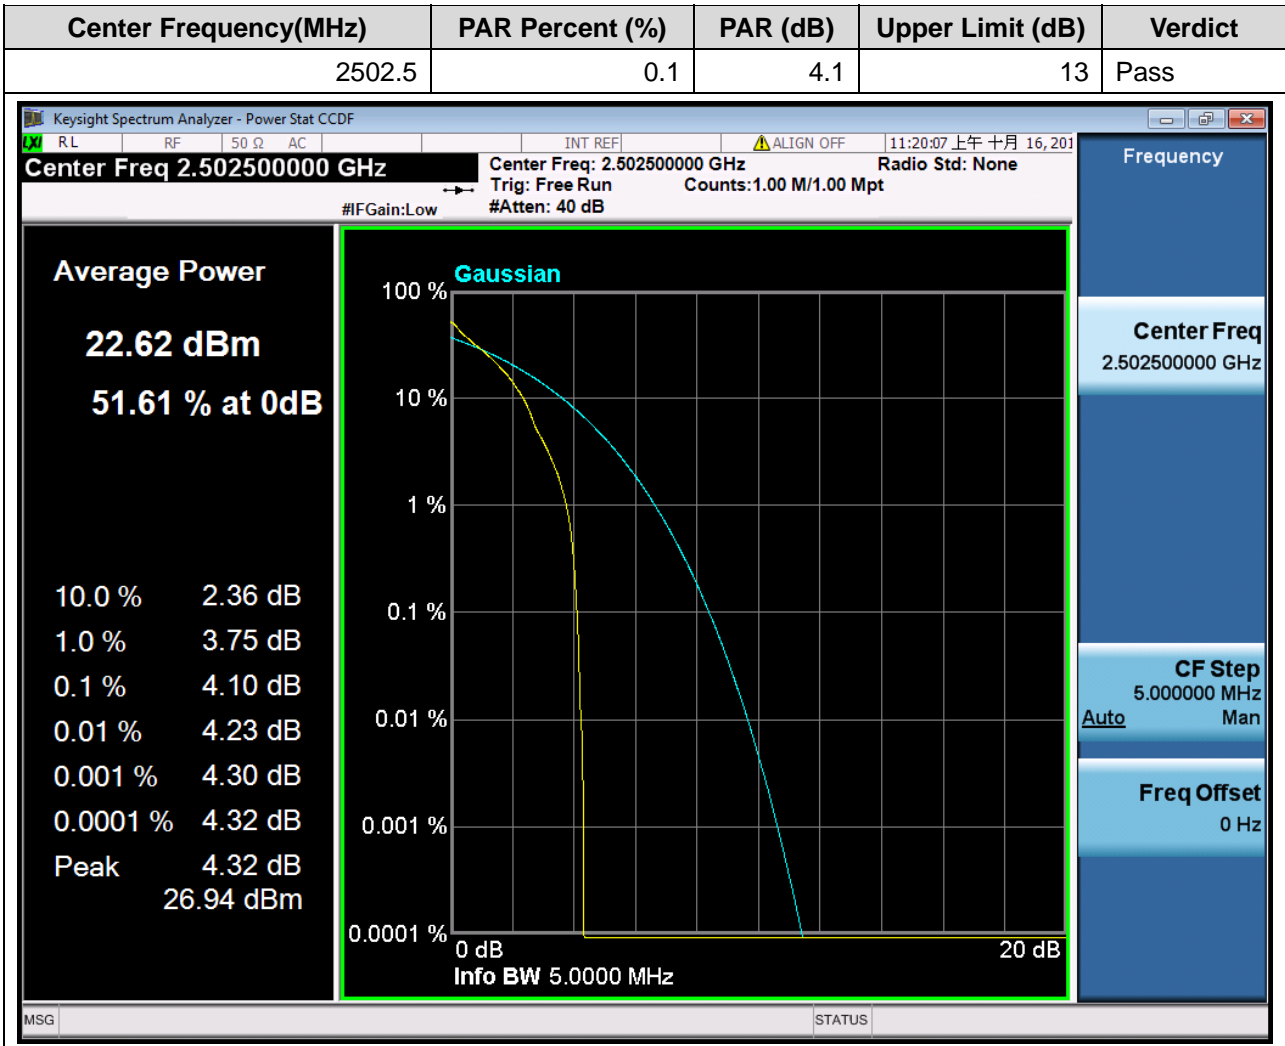 Center Frequency(MHz) PAR Percent (%) PAR (dB) Upper Limit (dB) Verdict
2502.5 0.1 4.1 13 Pass
Keysight Spectrum Analyzer - Power Stat CCDF
LXI RL RF 50 Ω AC INT REF ALIGN OFF 11:20:07 上午 十月 16, 201
Center Freq 2.502500000 GHz
Center Freq: 2.502500000 GHz Radio Std: None
Trig: Free Run Counts:1.00 M/1.00 Mpt
#IFGain:Low #Atten: 40 dB
Average Power
22.62 dBm
51.61 % at 0dB
10.0 % 2.36 dB
1.0 % 3.75 dB
0.1 % 4.10 dB
0.01 % 4.23 dB
0.001 % 4.30 dB
0.0001 % 4.32 dB
Peak 4.32 dB
26.94 dBm
Gaussian
100 %
10 %
1 %
0.1 %
0.01 %
0.001 %
0.0001 %
0 dB 20 dB
Info BW 5.0000 MHz
Frequency
Center Freq
2.502500000 GHz
CF Step
5.000000 MHz
Auto Man
Freq Offset
0 Hz
MSG STATUS